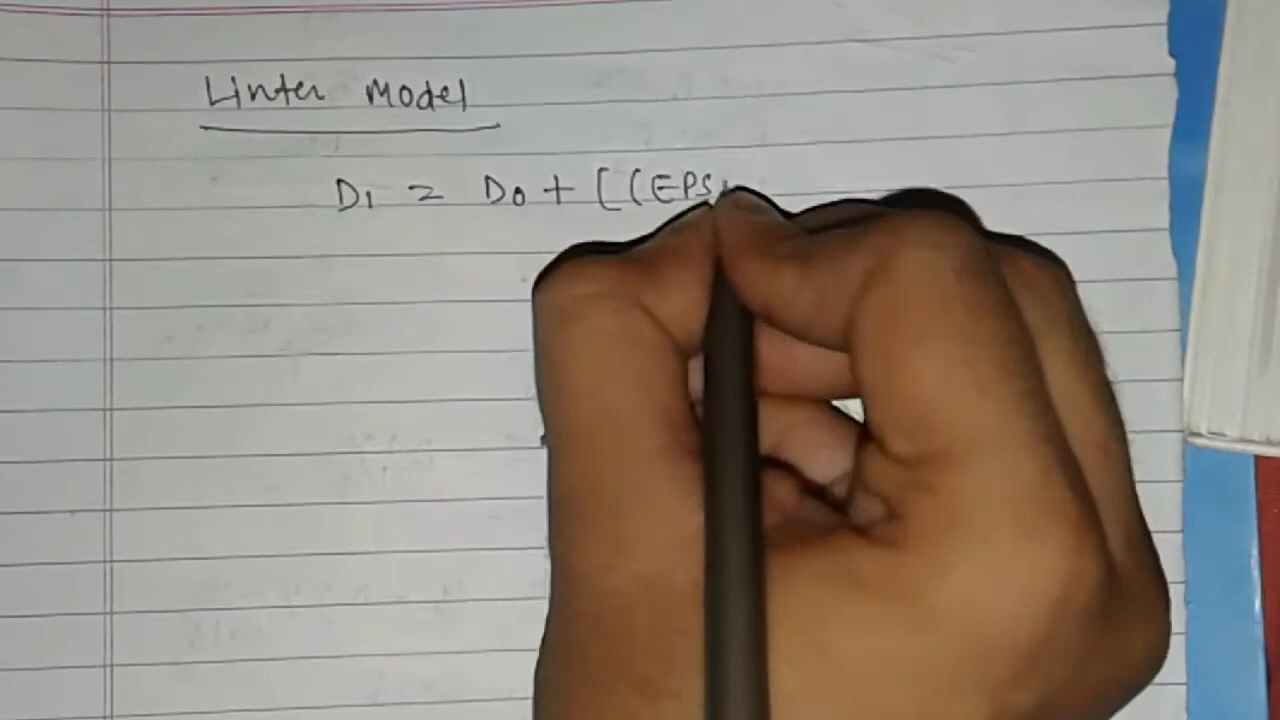 Linter Model
D1 = D0 + [(EPS